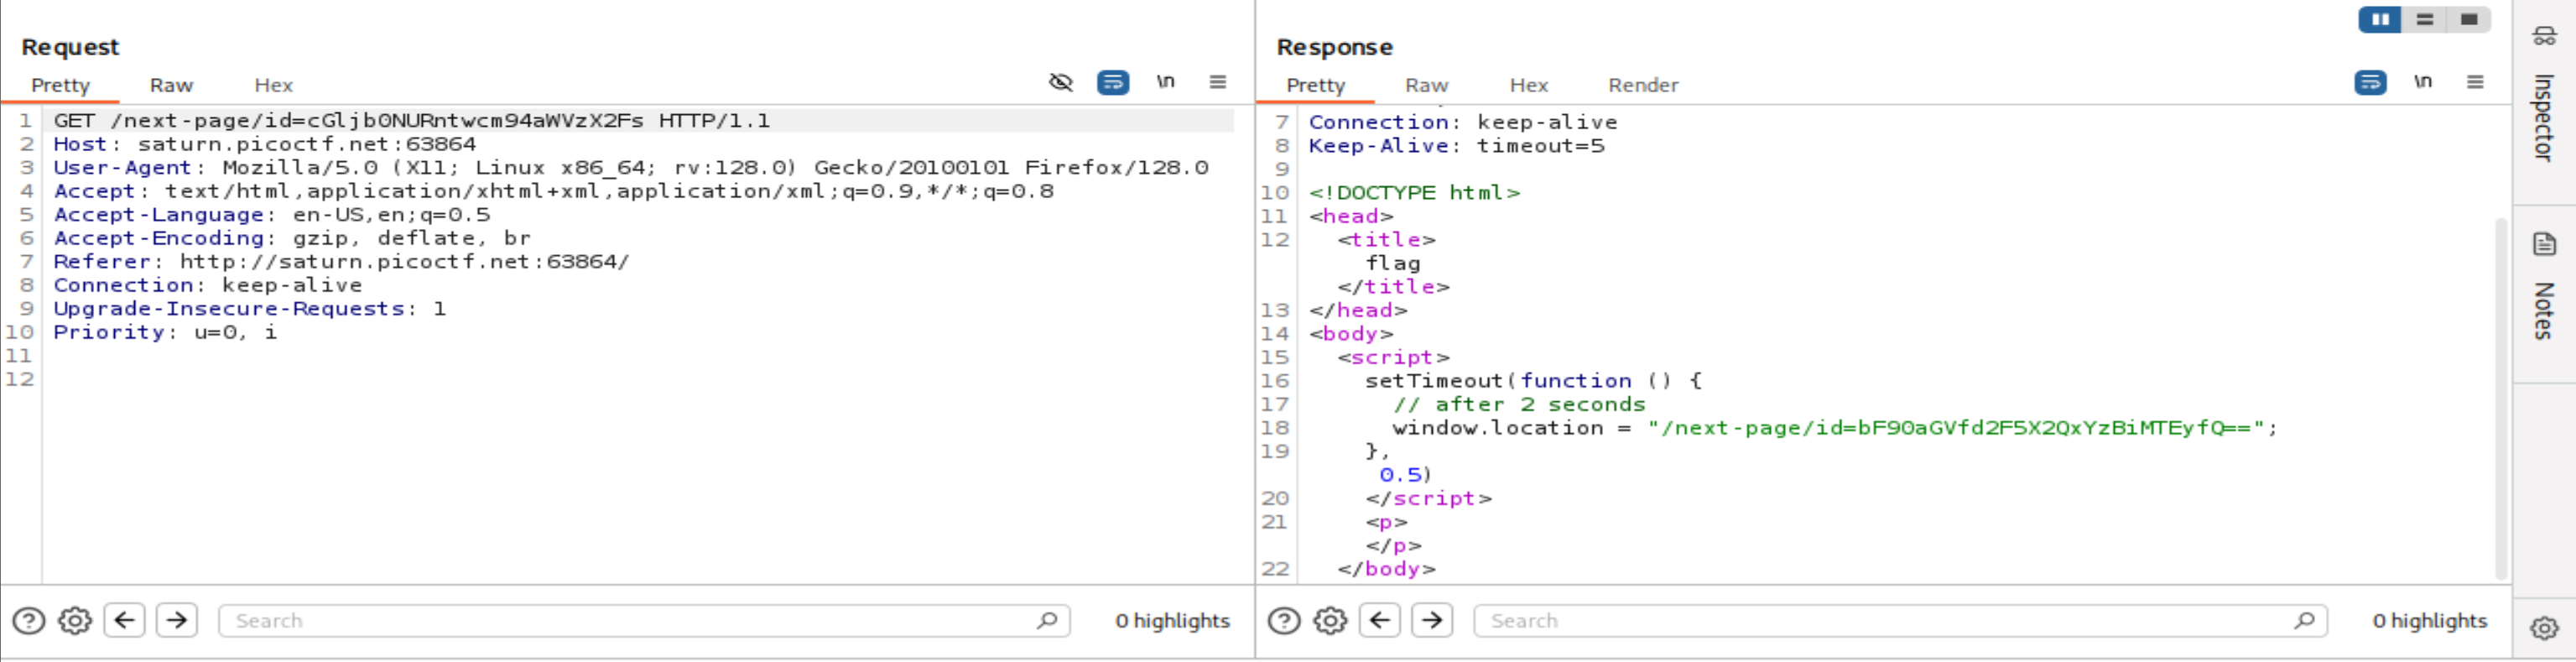 Request
Pretty Raw Hex
\n
1 GET /next-page/id=cGljb0NURntwcm94aWVzX2Fs HTTP/1.1
2 Host: saturn.picoctf.net:63864
3 User-Agent: Mozilla/5.0 (X11; Linux x86_64; rv:128.0) Gecko/20100101 Firefox/128.0
4 Accept: text/html,application/xhtml+xml,application/xml;q=0.9,*/*;q=0.8
5 Accept-Language: en-US,en;q=0.5
6 Accept-Encoding: gzip, deflate, br
7 Referer: http://saturn.picoctf.net:63864/
8 Connection: keep-alive
9 Upgrade-Insecure-Requests: 1
10 Priority: u=0, i
11
12
Search
0 highlights
Response
Pretty Raw Hex Render
\n
7 Connection: keep-alive
8 Keep-Alive: timeout=5
9
10 <!DOCTYPE html>
11 <head>
12 <title>
flag
</title>
13 </head>
14 <body>
15 <script>
16 setTimeout(function () {
17 // after 2 seconds
18 window.location = "/next-page/id=bF90aGVfd2F5X2QxYzBiMTEyfQ==";
19 },
0.5)
20 </script>
21 <p>
</p>
22 </body>
Search
0 highlights
Inspector
Notes